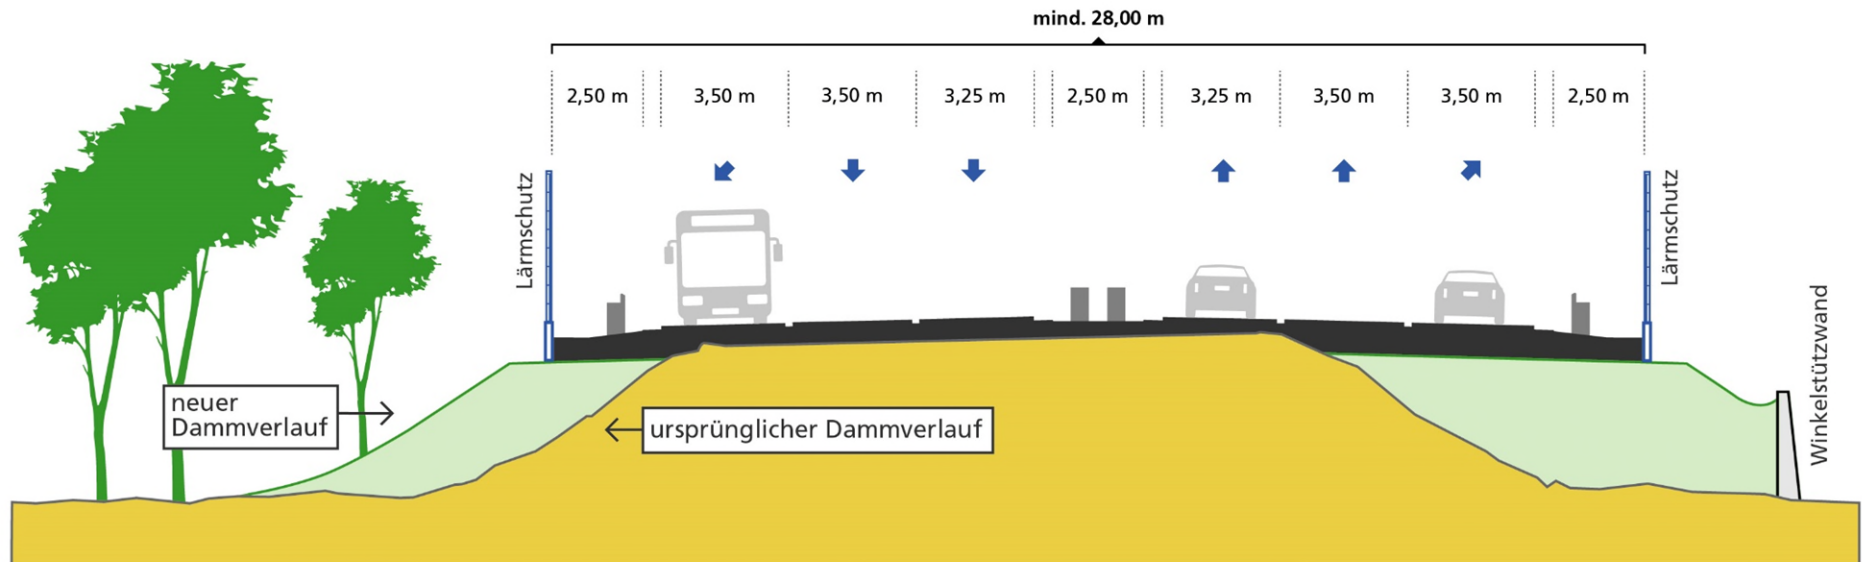 mind. 28,00 m
2,50 m
3,50 m
3,50 m
3,25 m
2,50 m
3,25 m
3,50 m
3,50 m
2,50 m
Lärmschutz
Lärmschutz
Winkelstützwand
neuer
Dammverlauf
ursprünglicher Dammverlauf